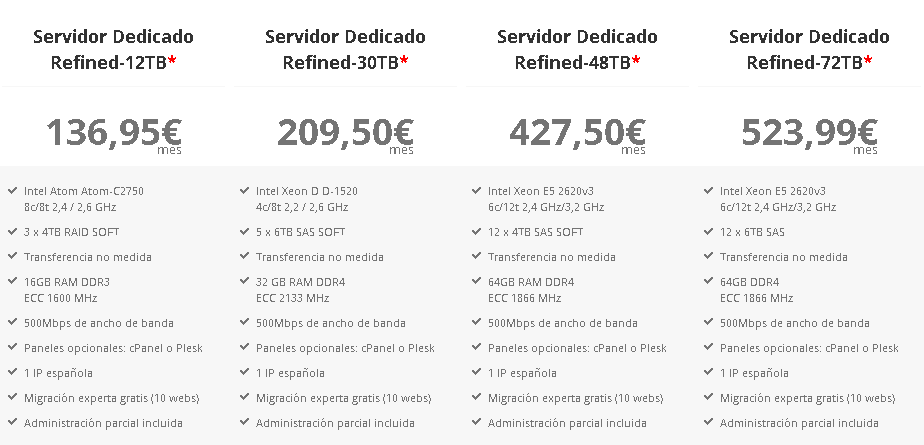 Servidor Dedicado
Refined-12TB*
136,95€
mes
Intel Atom Atom-C2750
8c/8t 2,4 / 2,6 GHz
3 x 4TB RAID SOFT
Transferencia no medida
16GB RAM DDR3
ECC 1600 MHz
500Mbps de ancho de banda
Paneles opcionales: cPanel o Plesk
1 IP española
Migración experta gratis (10 webs)
Administración parcial incluida
Servidor Dedicado
Refined-30TB*
209,50€
mes
Intel Xeon D D-1520
4c/8t 2,2 / 2,6 GHz
5 x 6TB SAS SOFT
Transferencia no medida
32 GB RAM DDR4
ECC 2133 MHz
500Mbps de ancho de banda
Paneles opcionales: cPanel o Plesk
1 IP española
Migración experta gratis (10 webs)
Administración parcial incluida
Servidor Dedicado
Refined-48TB*
427,50€
mes
Intel Xeon E5 2620v3
6c/12t 2,4 GHz/3,2 GHz
12 x 4TB SAS SOFT
Transferencia no medida
64GB RAM DDR4
ECC 1866 MHz
500Mbps de ancho de banda
Paneles opcionales: cPanel o Plesk
1 IP española
Migración experta gratis (10 webs)
Administración parcial incluida
Servidor Dedicado
Refined-72TB*
523,99€
mes
Intel Xeon E5 2620v3
6c/12t 2,4 GHz/3,2 GHz
12 x 6TB SAS
Transferencia no medida
64GB DDR4
ECC 1866 MHz
500Mbps de ancho de banda
Paneles opcionales: cPanel o Plesk
1 IP española
Migración experta gratis (10 webs)
Administración parcial incluida